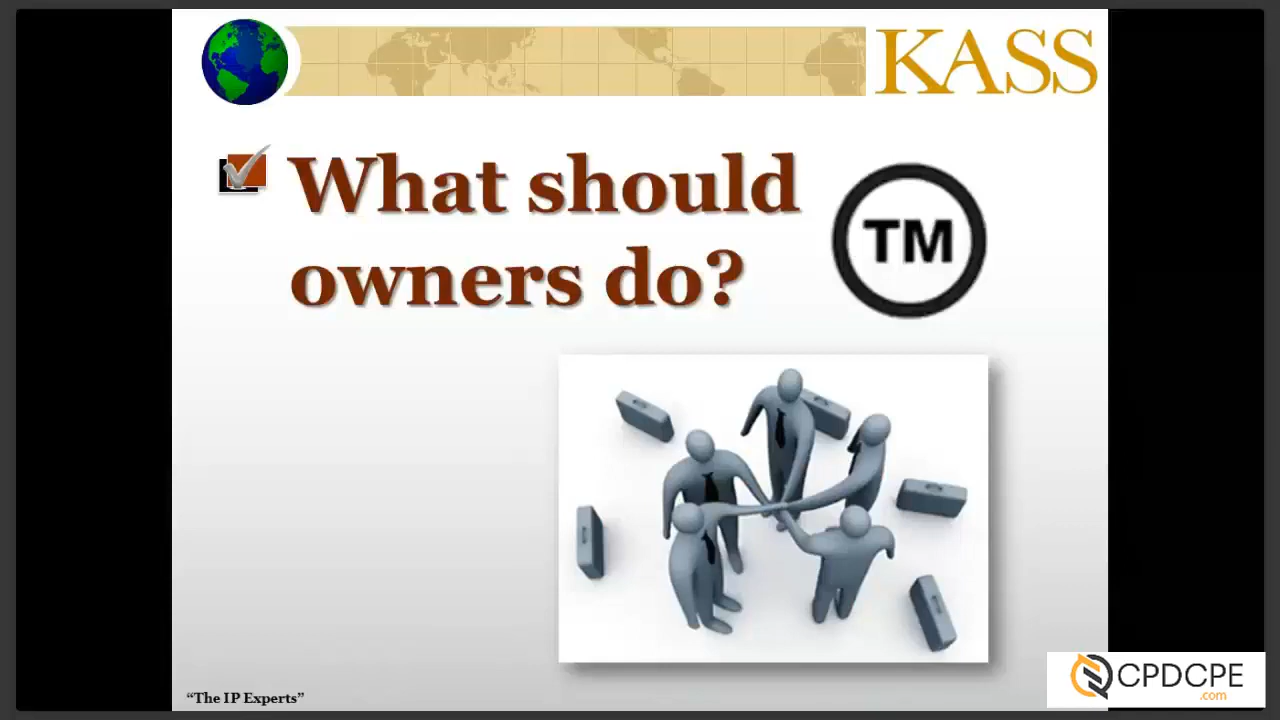 KASS
What should
owners do?
TM
“The IP Experts”
CPDCPE
.com